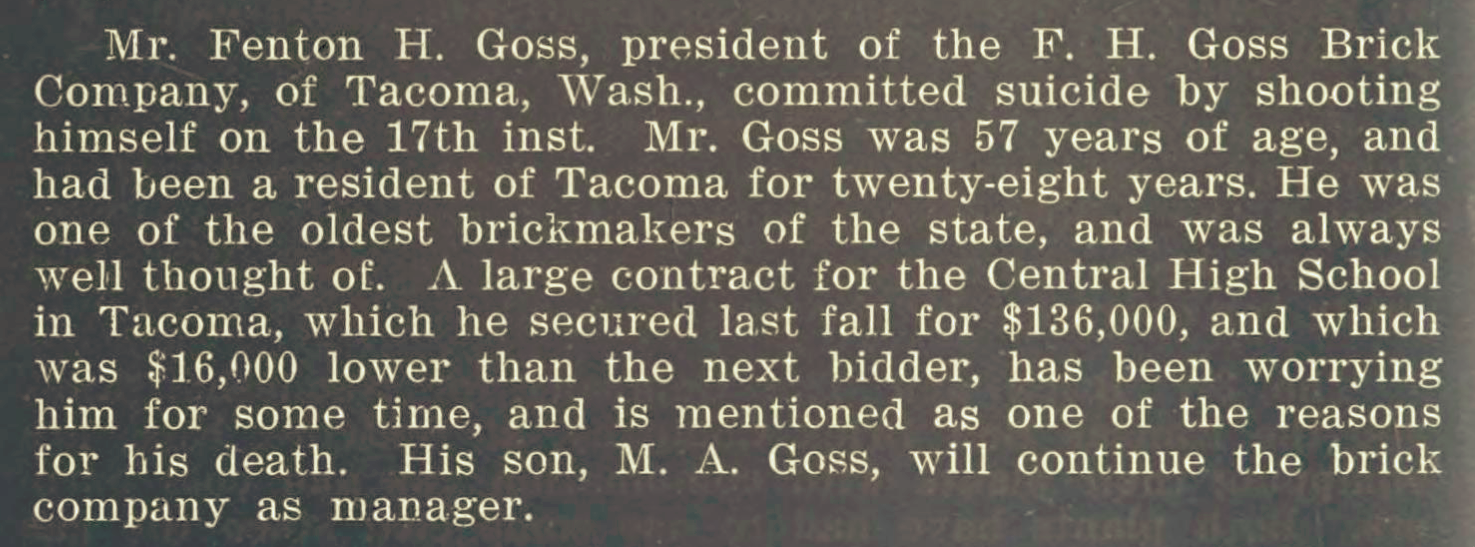 Mr. Fenton H. Goss, president of the F. H. Goss Brick
Company, of Tacoma, Wash., committed suicide by shooting
himself on the 17th inst. Mr. Goss was 57 years of age, and
had been a resident of Tacoma for twenty-eight years. He was
one of the oldest brickmakers of the state, and was always
well thought of. A large contract for the Central High School
in Tacoma, which he secured last fall for $136,000, and which
was $16,000 lower than the next bidder, has been worrying
him for some time, and is mentioned as one of the reasons
for his death. His son, M. A. Goss, will continue the brick
company as manager.